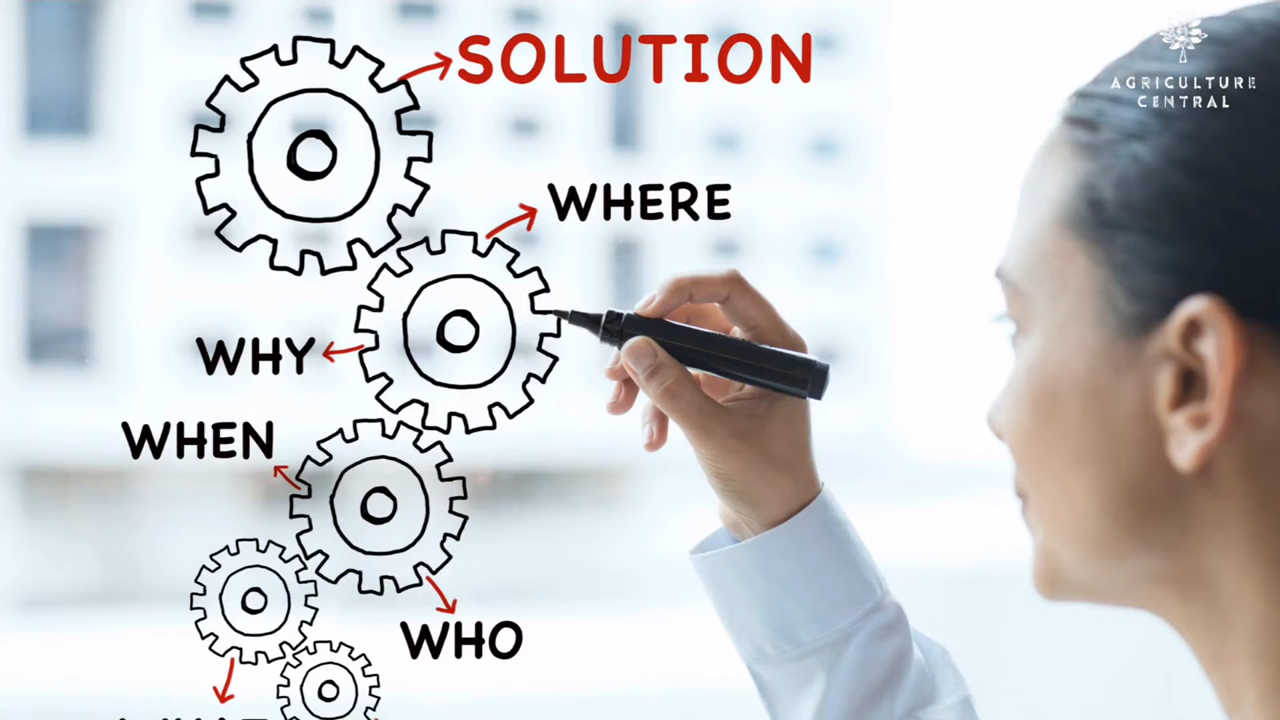 SOLUTION
AGRICULTURE
CENTRAL
WHERE
WHY
WHEN
WHO